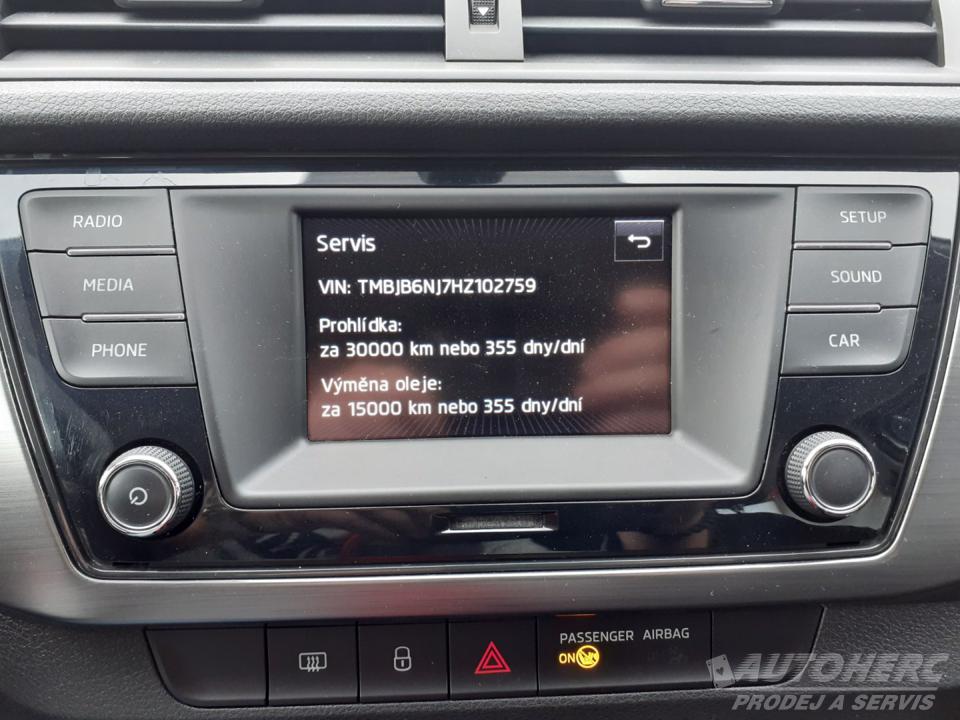 RADIO
MEDIA
PHONE
Servis
VIN: TMBJB6NJ7HZ102759
Prohlídka:
za 30000 km nebo 355 dny/dní
Výměna oleje:
za 15000 km nebo 355 dny/dní
SETUP
SOUND
CAR
PASSENGER AIRBAG
ON
AUTOHERC
PRODEJ A SERVIS